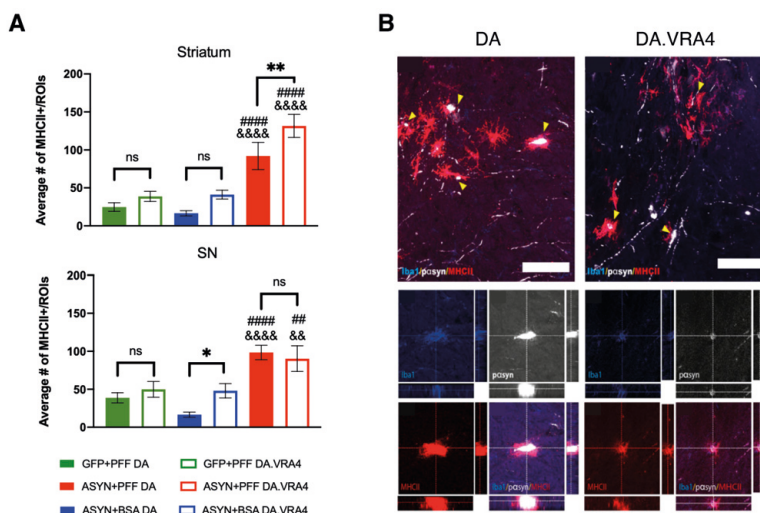 A
Striatum
Average # of MHCII+/ROIs
200
150
100
50
0
ns
ns
**
####
&&&&
####
&&&&
SN
Average # of MHCII+/ROIs
200
150
100
50
0
ns
*
ns
####
&&&&
##
&&
GFP+PFF DA
GFP+PFF DA.VRA4
ASYN+PFF DA
ASYN+PFF DA.VRA4
ASYN+BSA DA
ASYN+BSA DA.VRA4
B
DA
DA.VRA4
Iba1/pαsyn/MHCII
Iba1/pαsyn/MHCII
Iba1
pαsyn
Iba1
pαsyn
MHCII
Iba1/pαsyn/MHCII
MHCII
Iba1/pαsyn/MHCII